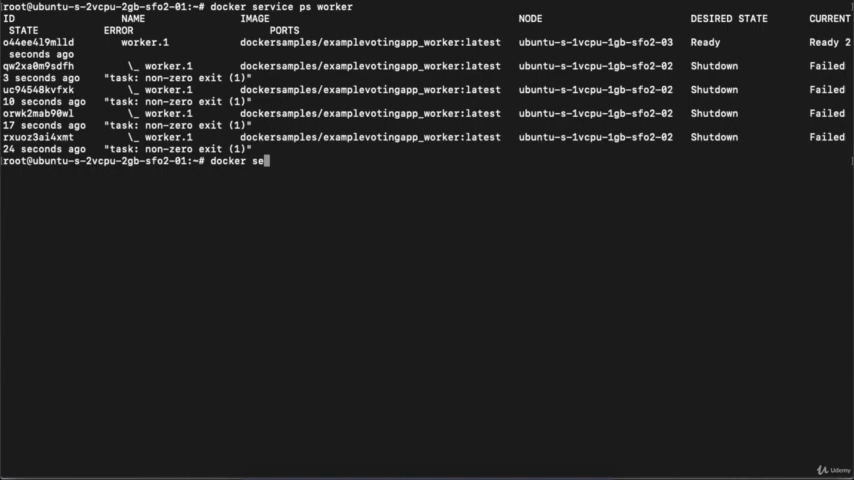 root@ubuntu-s-2vcpu-2gb-sfo2-01:~# docker service ps worker
ID NAME IMAGE NODE DESIRED STATE CURRENT
STATE ERROR PORTS
o44ee4l9mlld worker.1 dockersamples/examplevotingapp_worker:latest ubuntu-s-1vcpu-1gb-sfo2-03 Ready Ready 2
seconds ago
qw2xa0m9sdfh \_ worker.1 dockersamples/examplevotingapp_worker:latest ubuntu-s-1vcpu-1gb-sfo2-02 Shutdown Failed
3 seconds ago "task: non-zero exit (1)"
uc94548kvfxk \_ worker.1 dockersamples/examplevotingapp_worker:latest ubuntu-s-1vcpu-1gb-sfo2-02 Shutdown Failed
10 seconds ago "task: non-zero exit (1)"
orwk2mab90wl \_ worker.1 dockersamples/examplevotingapp_worker:latest ubuntu-s-1vcpu-1gb-sfo2-02 Shutdown Failed
17 seconds ago "task: non-zero exit (1)"
rxuoz3ai4xmt \_ worker.1 dockersamples/examplevotingapp_worker:latest ubuntu-s-1vcpu-1gb-sfo2-02 Shutdown Failed
24 seconds ago "task: non-zero exit (1)"
root@ubuntu-s-2vcpu-2gb-sfo2-01:~# docker se
Udemy